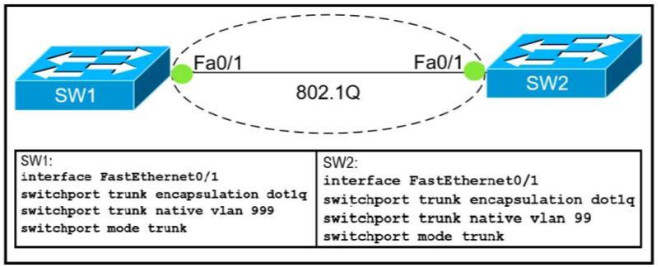 Fa0/1 Fa0/1
SW1 802.1Q SW2
SW1:
interface FastEthernet0/1
switchport trunk encapsulation dot1q
switchport trunk native vlan 999
switchport mode trunk
SW2:
interface FastEthernet0/1
switchport trunk encapsulation dot1q
switchport trunk native vlan 99
switchport mode trunk